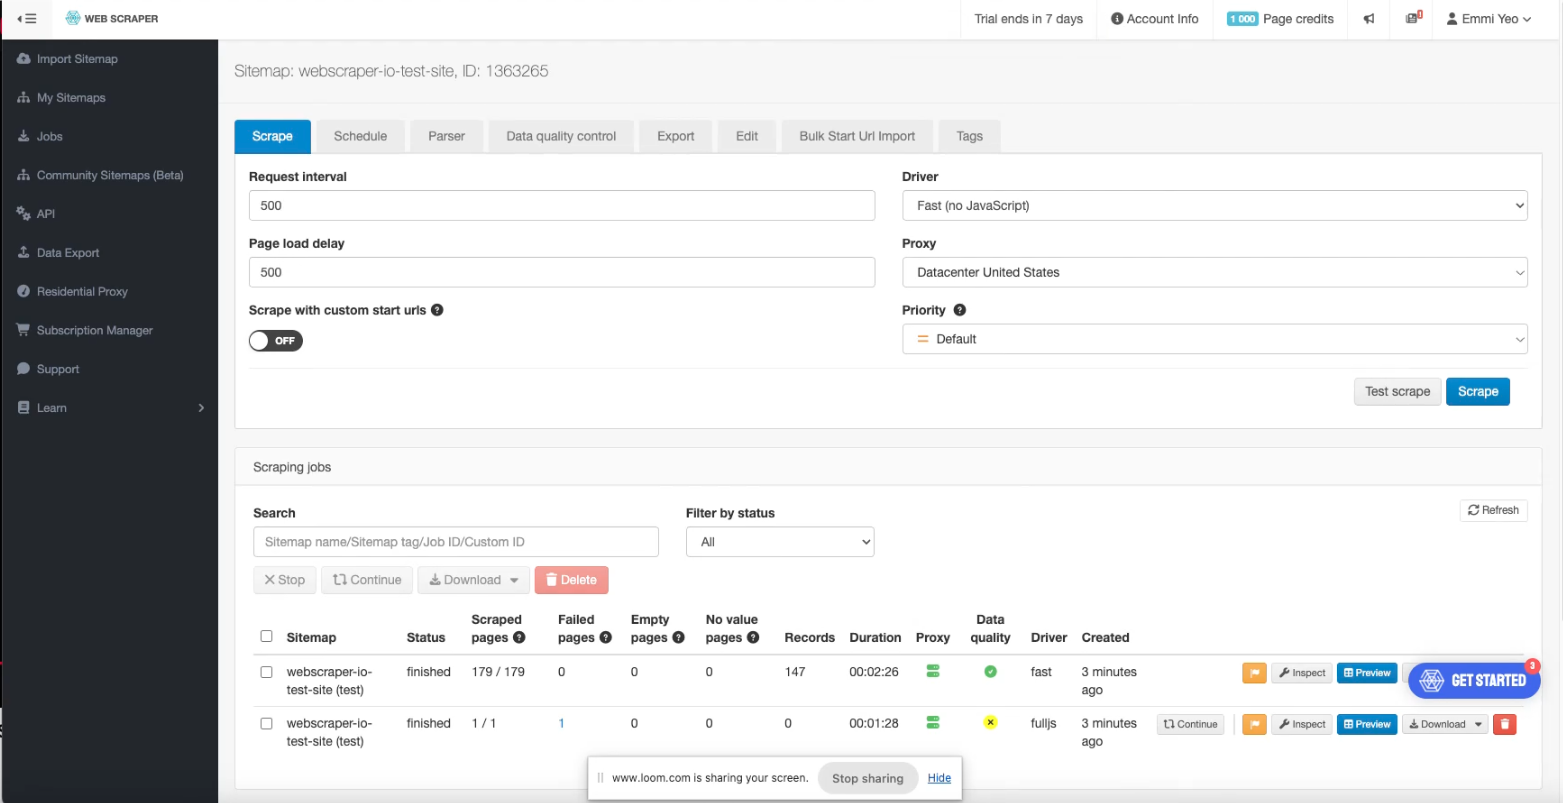 WEB SCRAPER
Trial ends in 7 days
Account Info
1 000 Page credits
Emmi Yeo
Import Sitemap
My Sitemaps
Jobs
Community Sitemaps (Beta)
API
Data Export
Residential Proxy
Subscription Manager
Support
Learn
Sitemap: webscraper-io-test-site, ID: 1363265
Scrape Schedule Parser Data quality control Export Edit Bulk Start Url Import Tags
Request interval
500
Driver
Fast (no JavaScript)
Page load delay
500
Proxy
Datacenter United States
Scrape with custom start urls ?
OFF
Priority ?
Default
Test scrape Scrape
Scraping jobs
Search
Sitemap name/Sitemap tag/Job ID/Custom ID
Filter by status
All
Refresh
Stop Continue Download Delete
Sitemap Status Scraped pages ? Failed pages ? Empty pages ? No value pages ? Records Duration Proxy Data quality Driver Created
webscraper-io-test-site (test) finished 179 / 179 0 0 0 147 00:02:26 fast 3 minutes ago Inspect Preview
GET STARTED 3
webscraper-io-test-site (test) finished 1 / 1 1 0 0 0 00:01:28 fulljs 3 minutes ago Continue Inspect Preview Download
www.loom.com is sharing your screen. Stop sharing Hide